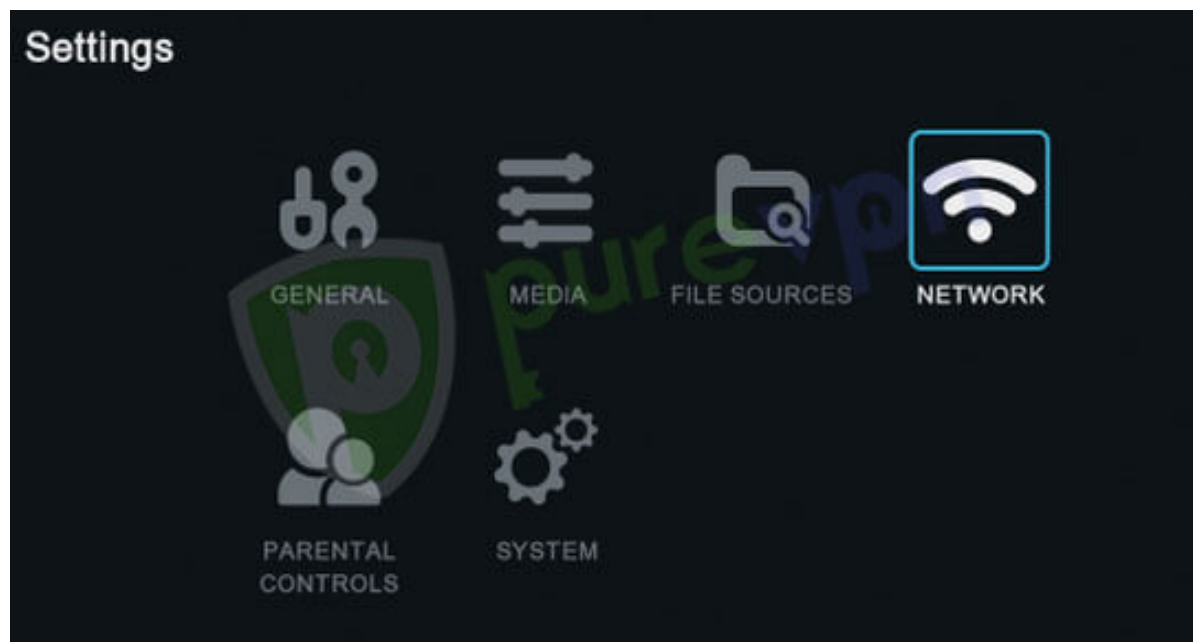 Settings
GENERAL
MEDIA
FILE SOURCES
NETWORK
purevpn
PARENTAL
CONTROLS
SYSTEM